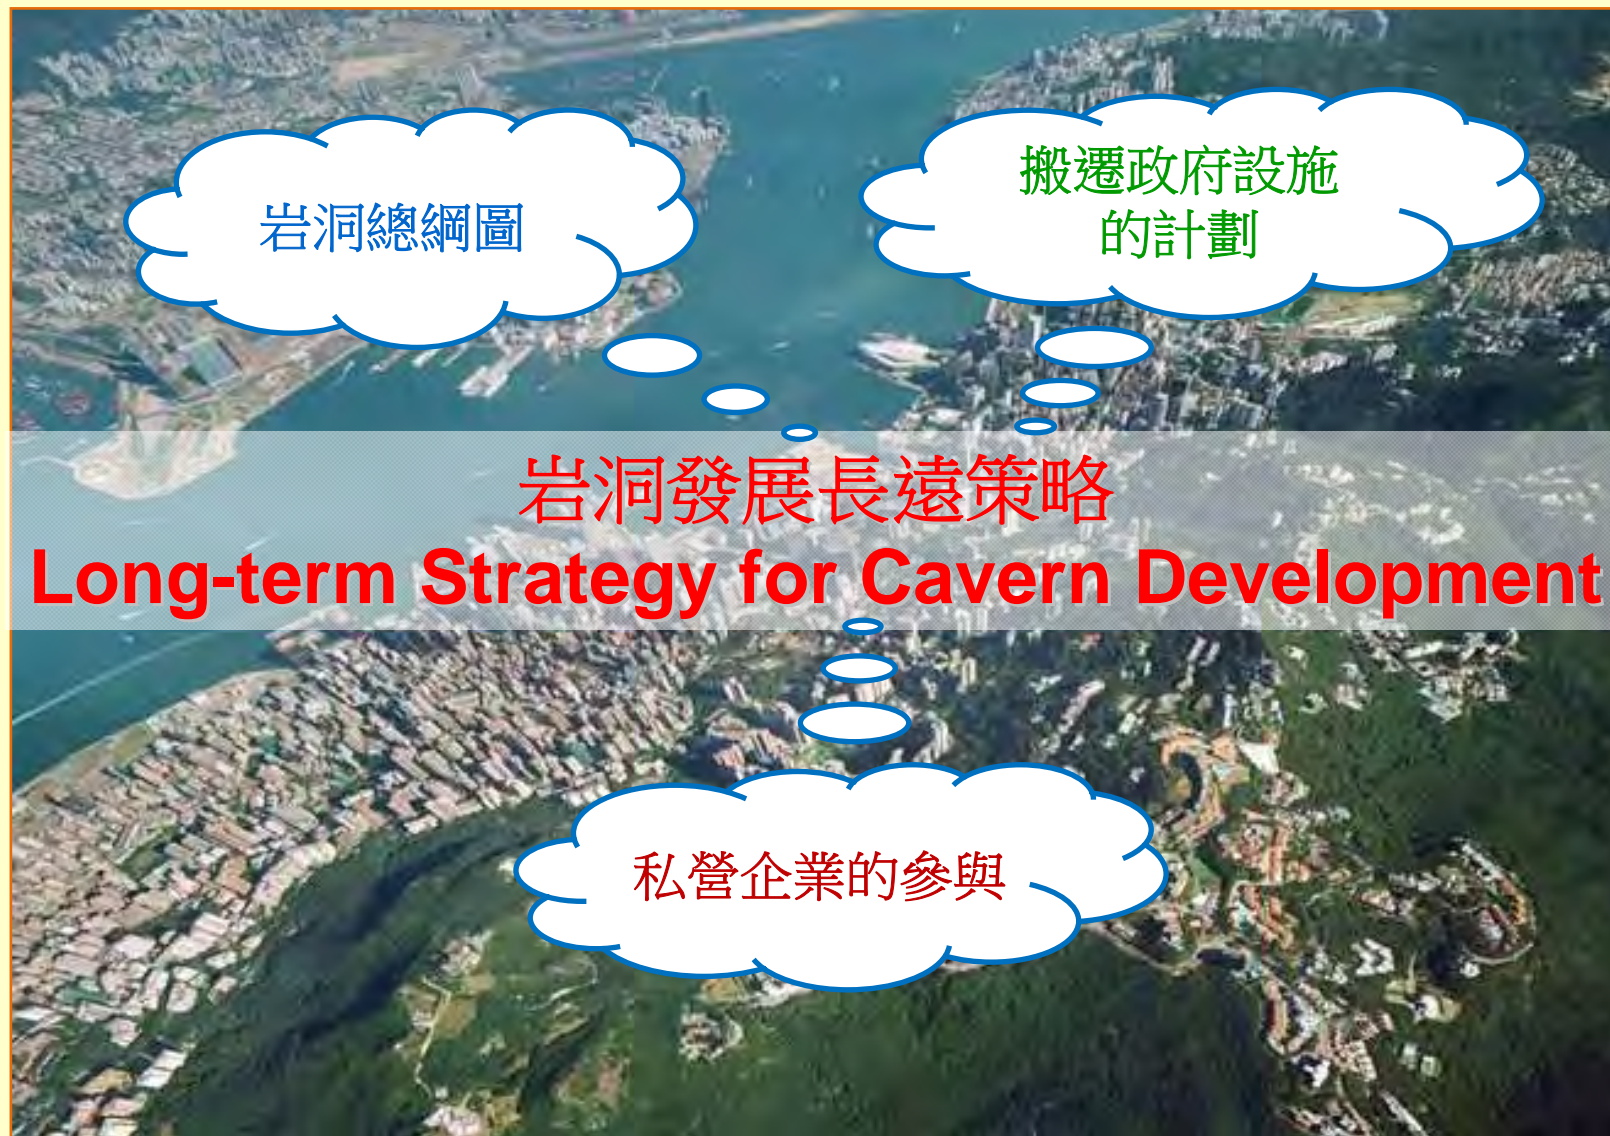 岩洞總綱圖
搬遷政府設施
的計劃
岩洞發展長遠策略
Long-term Strategy for Cavern Development
私營企業的參與